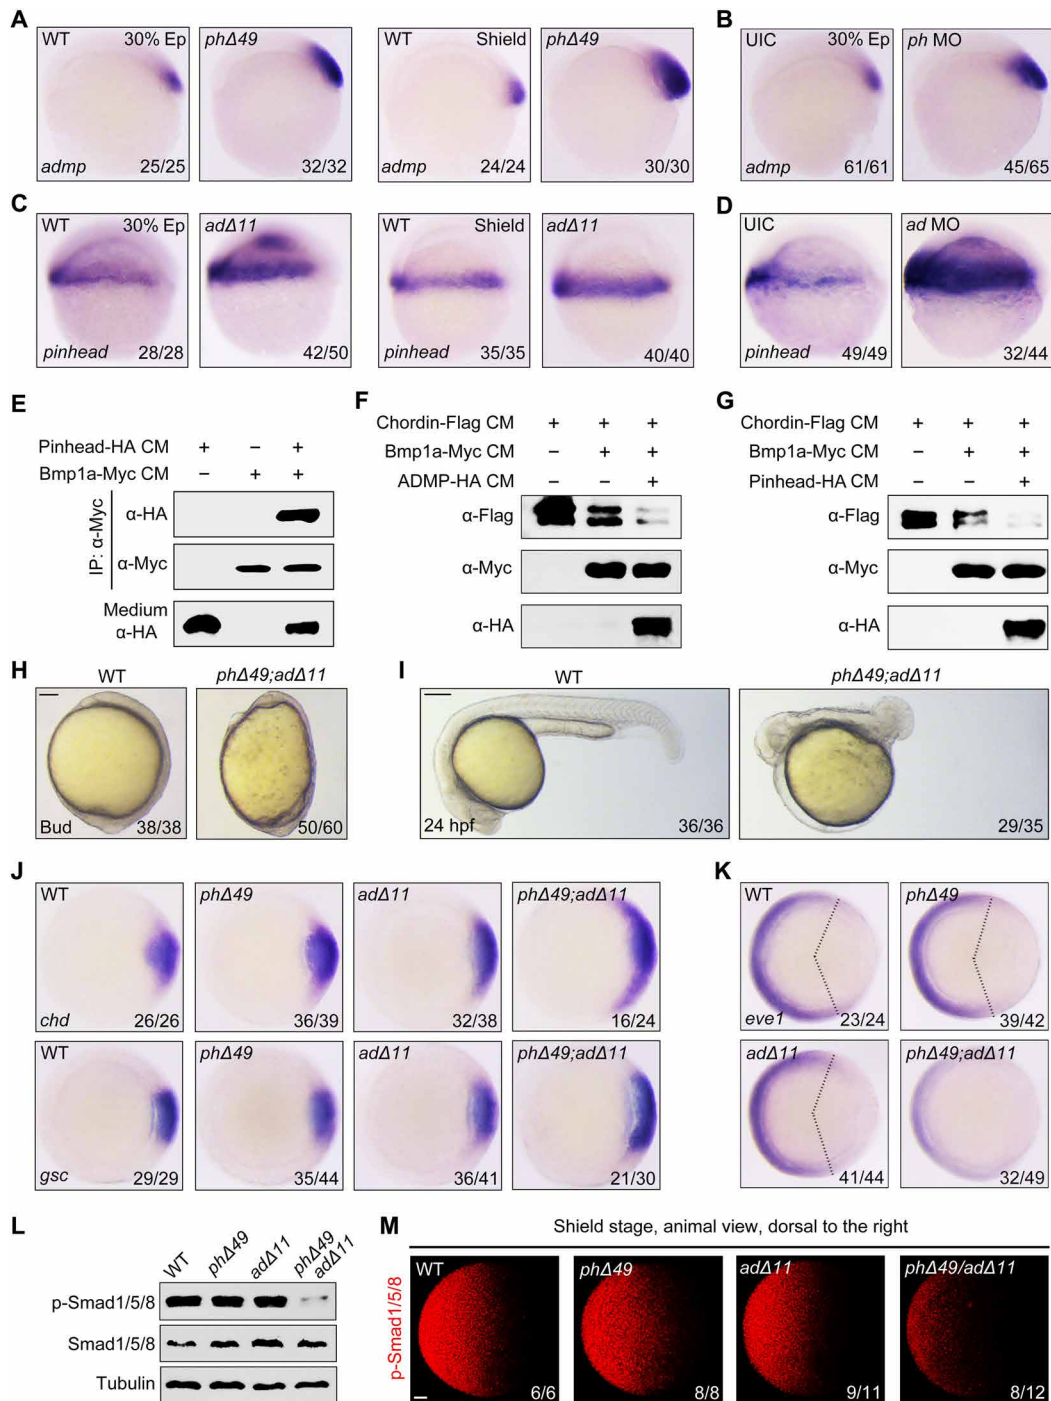 A
WT 30% Ep
phΔ49
WT Shield
phΔ49
admp 25/25
32/32
24/24
30/30
B
UIC 30% Ep
ph MO
admp 61/61
45/65
C
WT 30% Ep
adΔ11
WT Shield
adΔ11
pinhead 28/28
42/50
pinhead 35/35
40/40
D
UIC
ad MO
pinhead 49/49
32/44
E
Pinhead-HA CM + − +
Bmp1a-Myc CM − + +
IP: α-Myc
α-HA
α-Myc
Medium
α-HA
F
Chordin-Flag CM + + +
Bmp1a-Myc CM − + +
ADMP-HA CM − − +
α-Flag
α-Myc
α-HA
G
Chordin-Flag CM + + +
Bmp1a-Myc CM − + +
Pinhead-HA CM − − +
α-Flag
α-Myc
α-HA
H
WT
phΔ49;adΔ11
Bud 38/38
50/60
I
WT
phΔ49;adΔ11
24 hpf 36/36
29/35
J
WT
phΔ49
adΔ11
phΔ49;adΔ11
chd 26/26
36/39
32/38
16/24
WT
phΔ49
adΔ11
phΔ49;adΔ11
gsc 29/29
35/44
36/41
21/30
K
WT
phΔ49
eve1 23/24
39/42
adΔ11
phΔ49;adΔ11
41/44
32/49
L
WT
phΔ49
adΔ11
phΔ49
adΔ11
p-Smad1/5/8
Smad1/5/8
Tubulin
M
Shield stage, animal view, dorsal to the right
p-Smad1/5/8
WT
phΔ49
adΔ11
phΔ49/adΔ11
6/6
8/8
9/11
8/12